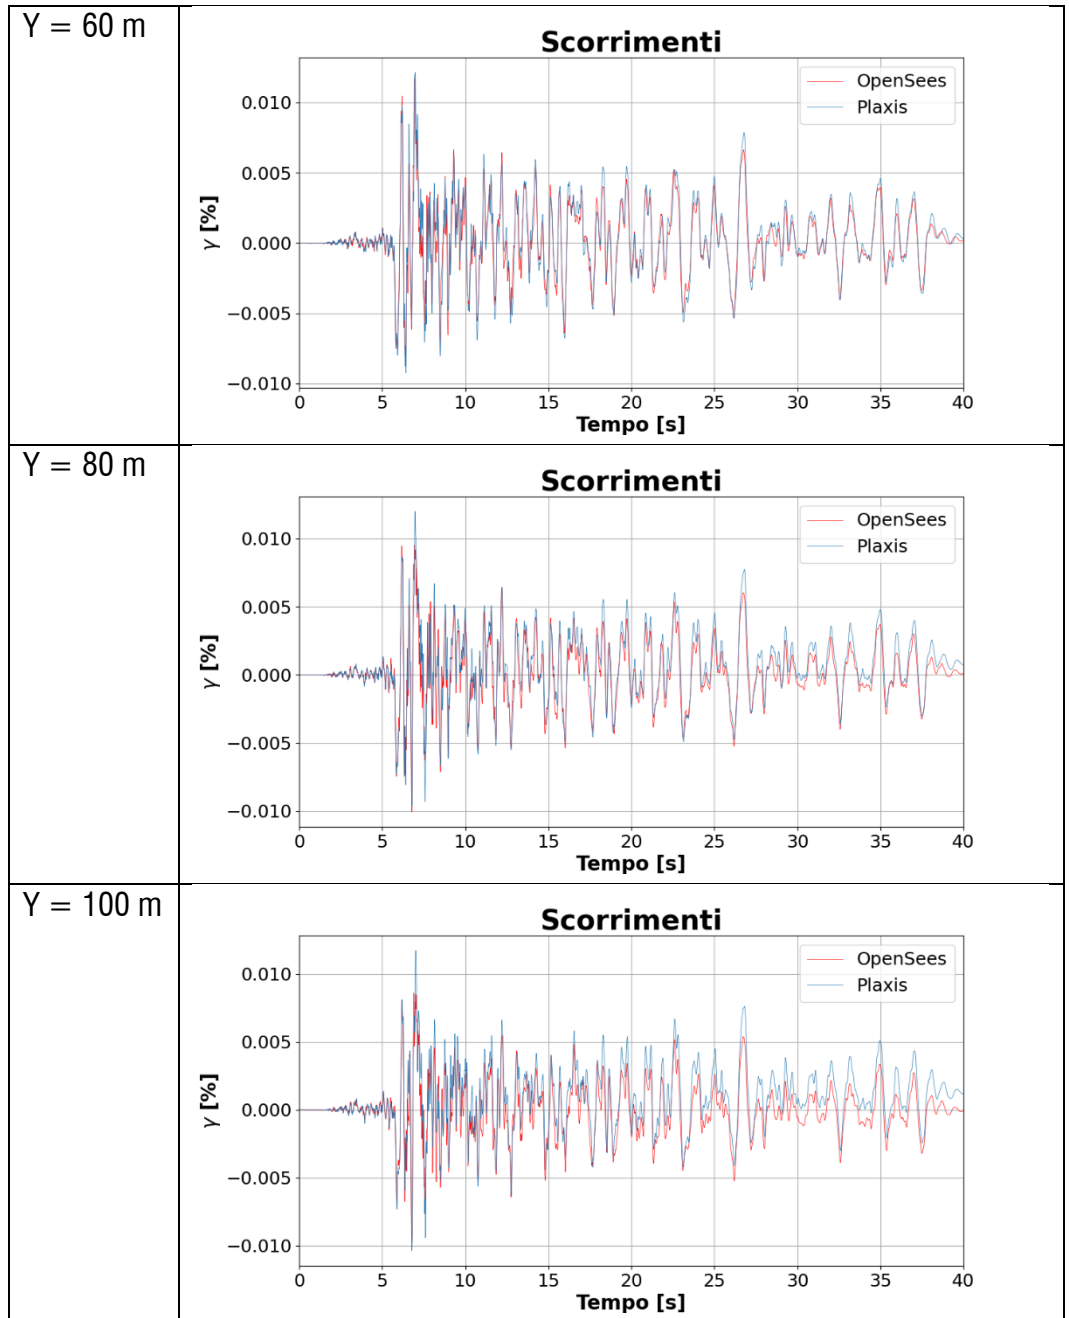 Y = 60 m
Scorrimenti
OpenSees
Plaxis
0.010
0.005
0.000
−0.005
−0.010
γ [%]
0 5 10 15 20 25 30 35 40
Tempo [s]
Y = 80 m
Scorrimenti
OpenSees
Plaxis
0.010
0.005
0.000
−0.005
−0.010
γ [%]
0 5 10 15 20 25 30 35 40
Tempo [s]
Y = 100 m
Scorrimenti
OpenSees
Plaxis
0.010
0.005
0.000
−0.005
−0.010
γ [%]
0 5 10 15 20 25 30 35 40
Tempo [s]